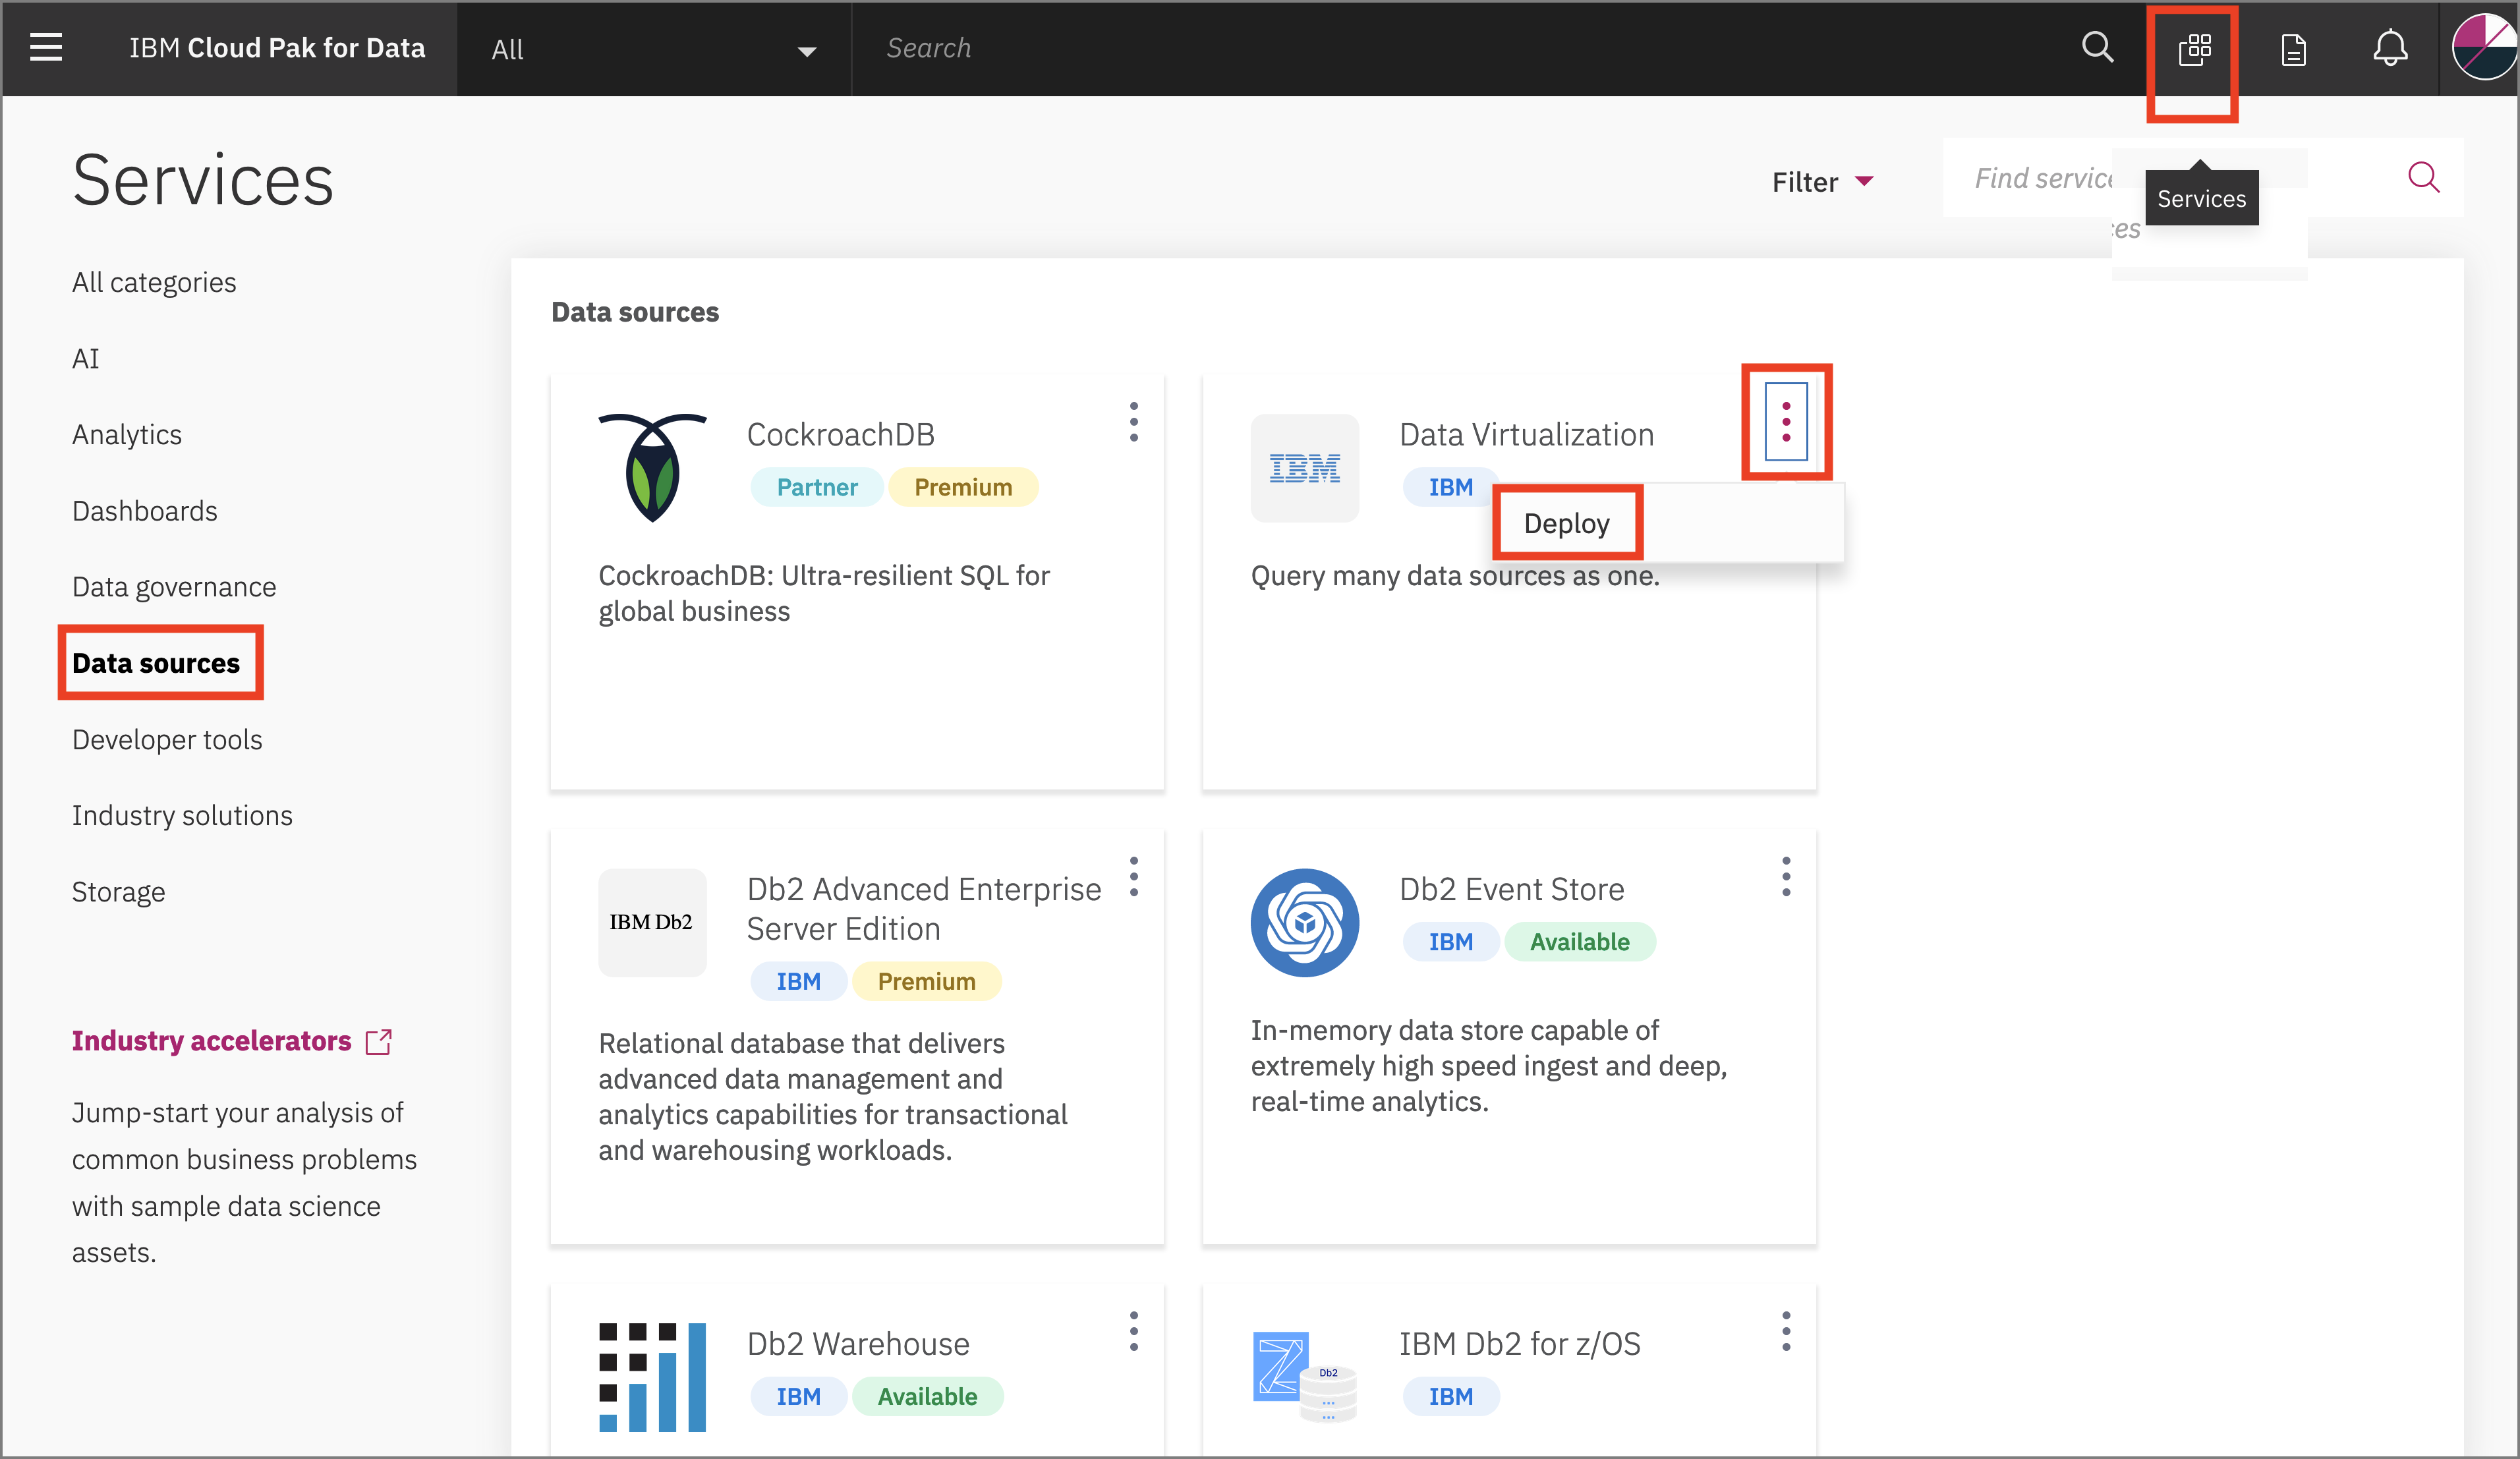 IBM Cloud Pak for Data
All
Search
Services
Filter
Find service
ces
Services
All categories
AI
Analytics
Dashboards
Data governance
Data sources
Developer tools
Industry solutions
Storage
Industry accelerators
Jump-start your analysis of
common business problems
with sample data science
assets.
Data sources
CockroachDB
Partner Premium
CockroachDB: Ultra-resilient SQL for
global business
IBM
Data Virtualization
IBM
Deploy
Query many data sources as one.
IBM Db2
Db2 Advanced Enterprise
Server Edition
IBM Premium
Relational database that delivers
advanced data management and
analytics capabilities for transactional
and warehousing workloads.
Db2 Event Store
IBM Available
In-memory data store capable of
extremely high speed ingest and deep,
real-time analytics.
Db2 Warehouse
IBM Available
Z
Db2
...
...
IBM Db2 for z/OS
IBM